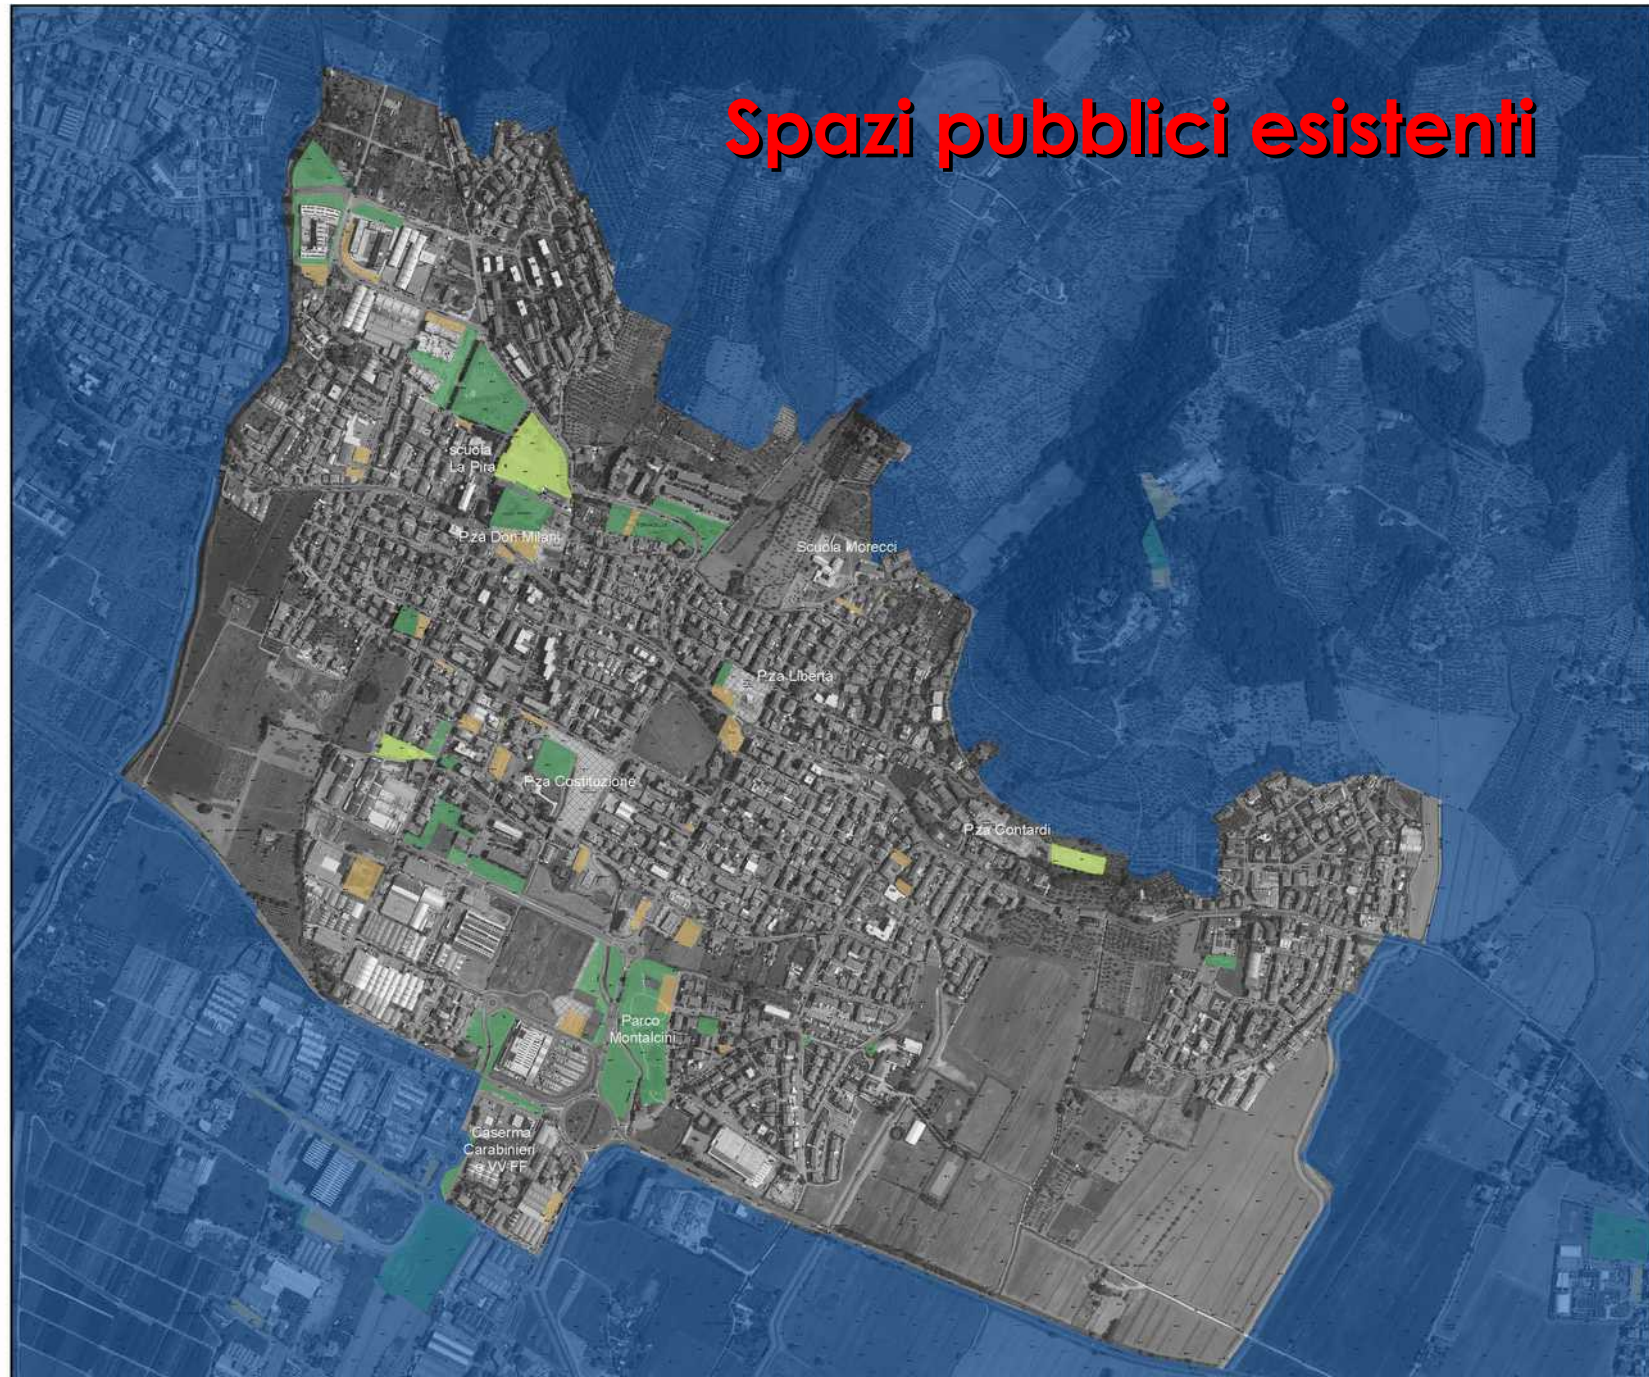 Spazi pubblici esistenti
scuola
La Pira
P.za Don Milani
Scuola Morecci
P.za Libertà
P.za Costituzione
P.za Contardi
Parco
Montalcini
Caserma
Carabinieri
e VV FF